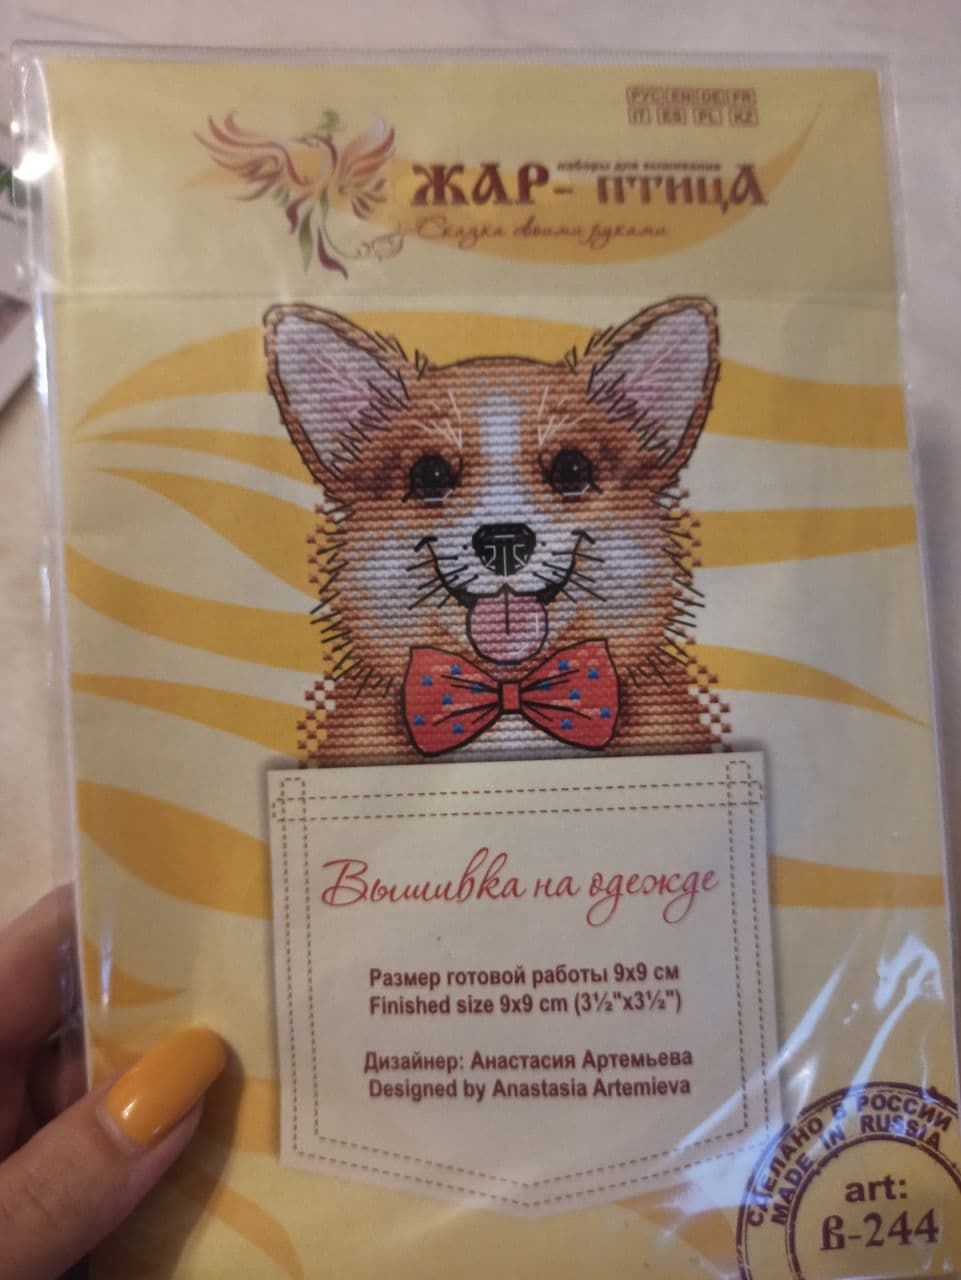 РУС EN DE FR
IT ES PL KZ
наборы для вышивания
ЖАР-ПТИЦА
Сказка своими руками
Вышивка на одежде
Размер готовой работы 9х9 см
Finished size 9x9 cm (3½"x3½")
Дизайнер: Анастасия Артемьева
Designed by Anastasia Artemieva
СДЕЛАНО В РОССИИ
MADE IN RUSSIA
art:
В-244